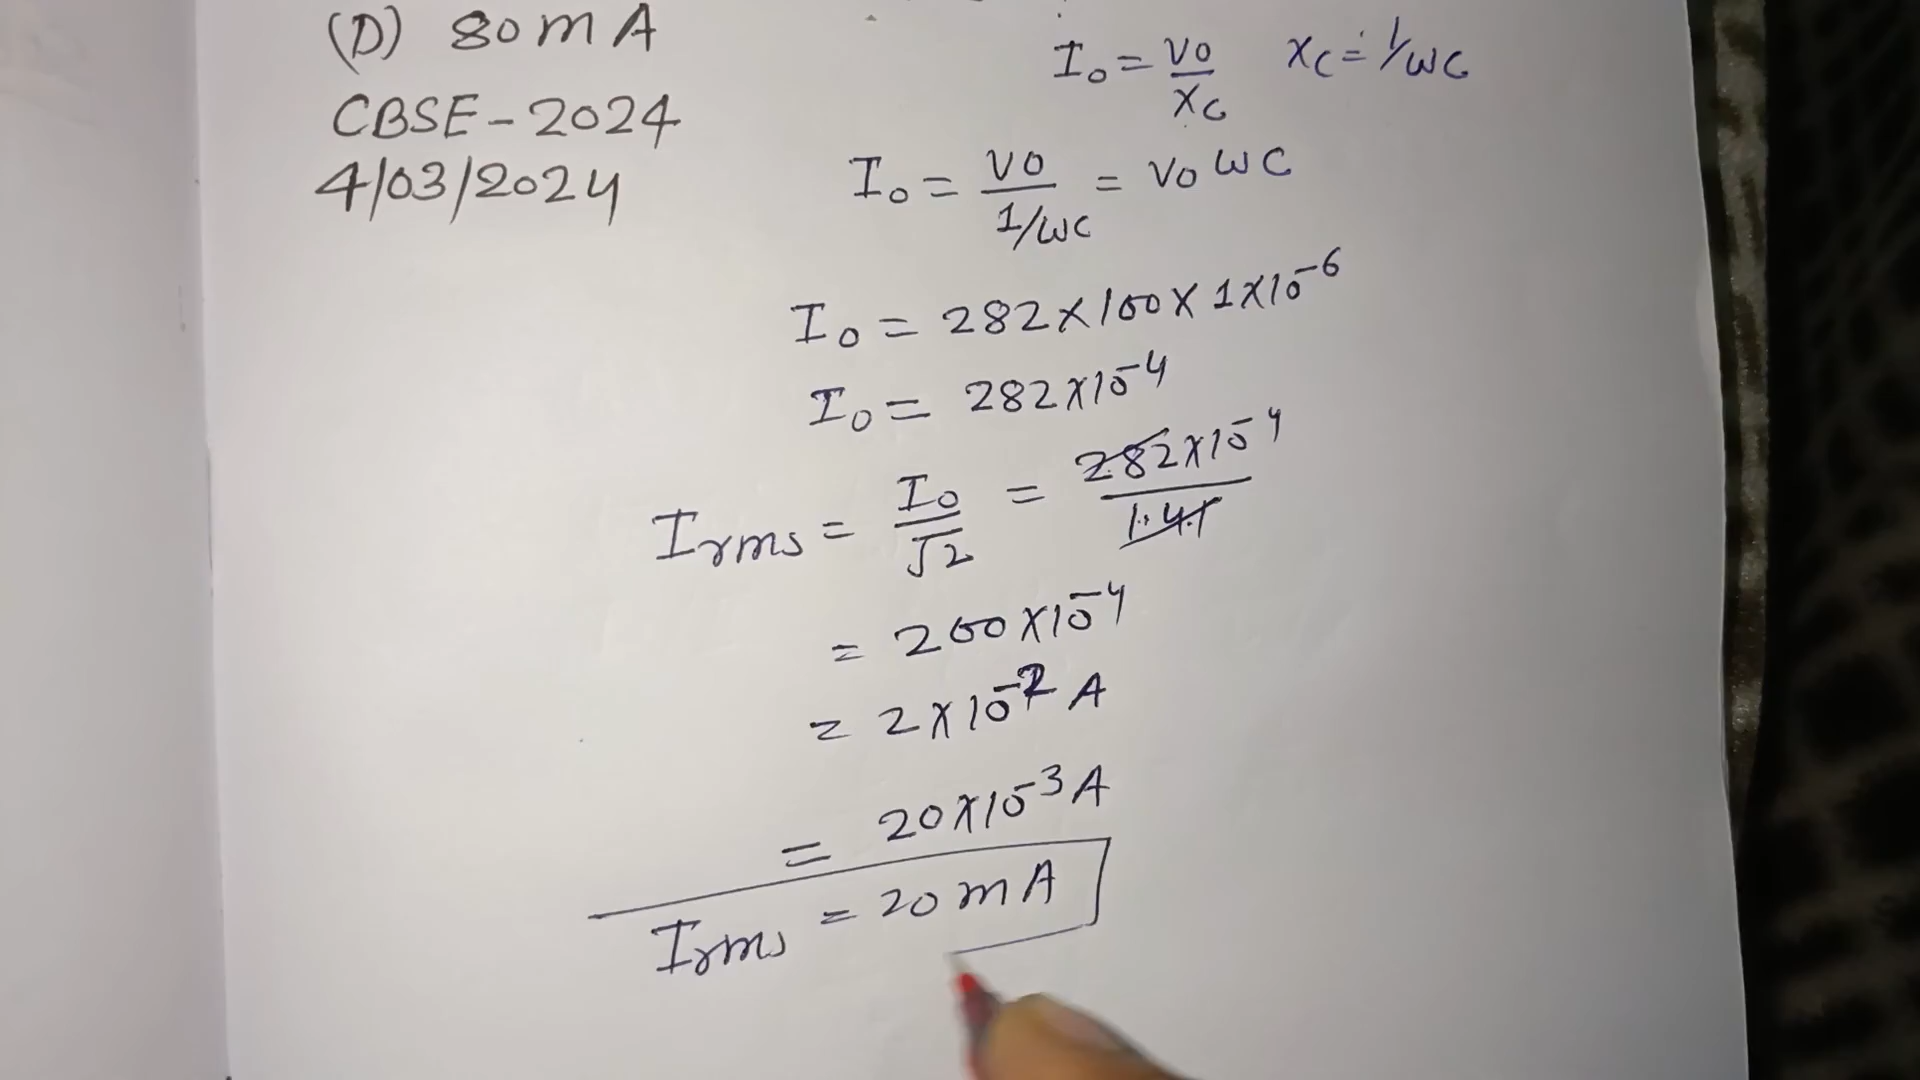 (D) 80 mA
CBSE-2024
4/03/2024
I₀ = V₀/X_C  X_C = 1/ωC
I₀ = V₀/(1/ωC) = V₀ωC
I₀ = 282×100×1×10⁻⁶
I₀ = 282×10⁻⁴
Irms = I₀/√2 = 282×10⁻⁴/1.41
= 200×10⁻⁴
= 2×10⁻² A
= 20×10⁻³ A
Irms = 20 mA